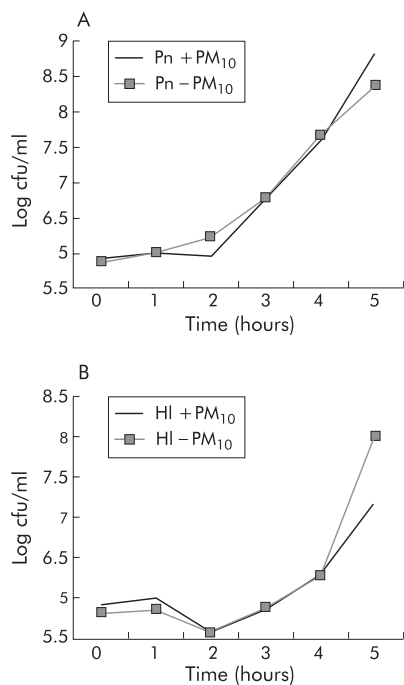 A
9
8.5
8
7.5
7
6.5
5
5.5
Log cfu/ml
Pn + PM10
Pn – PM10
0 1 2 3 4 5
Time (hours)
B
8.5
8
7.5
7
6.5
5
5.5
Log cfu/ml
HI + PM10
HI – PM10
0 1 2 3 4 5
Time (hours)